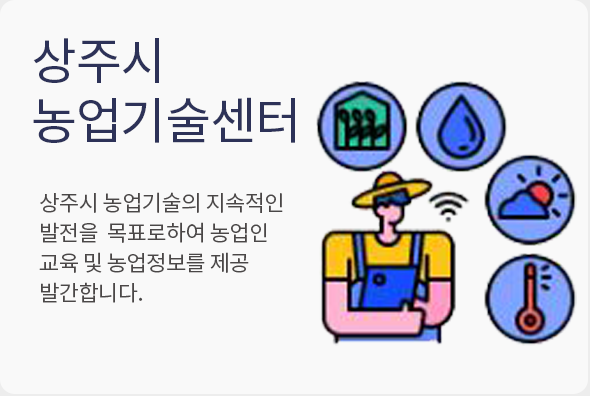 상주시
농업기술센터
상주시 농업기술의 지속적인
발전을 목표로하여 농업인
교육 및 농업정보를 제공
발간합니다.